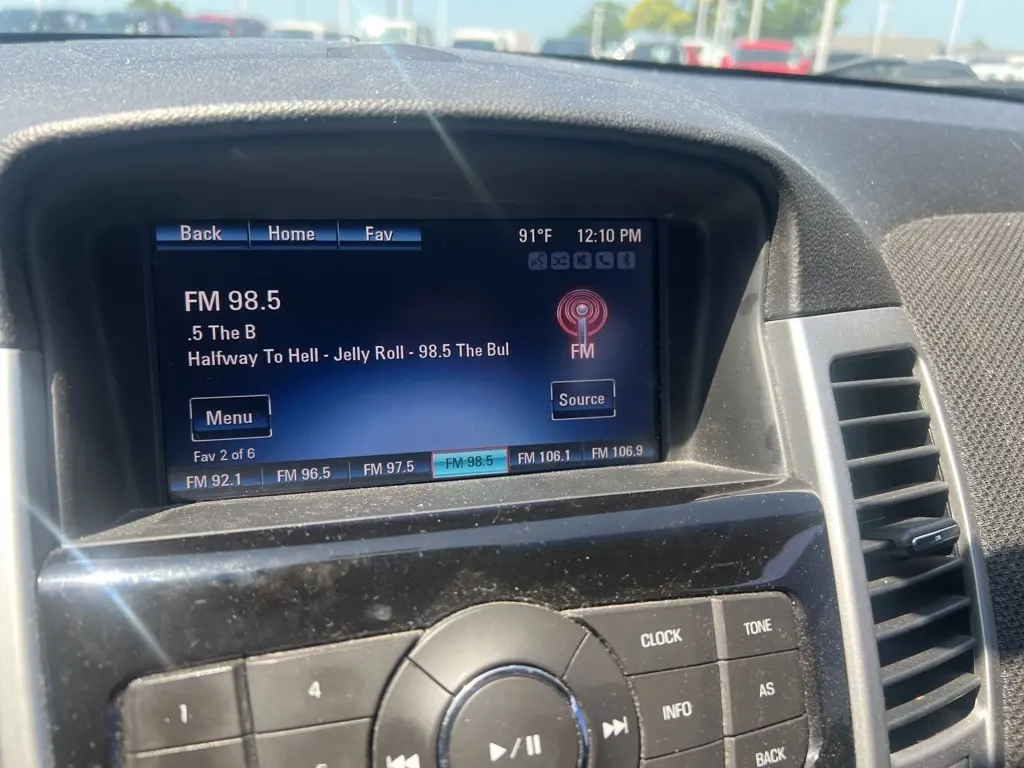 Back Home Fav 91°F 12:10 PM
FM 98.5
.5 The B
Halfway To Hell - Jelly Roll - 98.5 The Bul
FM
Menu
Source
Fav 2 of 6
FM 92.1 FM 96.5 FM 97.5 FM 98.5 FM 106.1 FM 106.9
CLOCK TONE
1 4 INFO AS
BACK